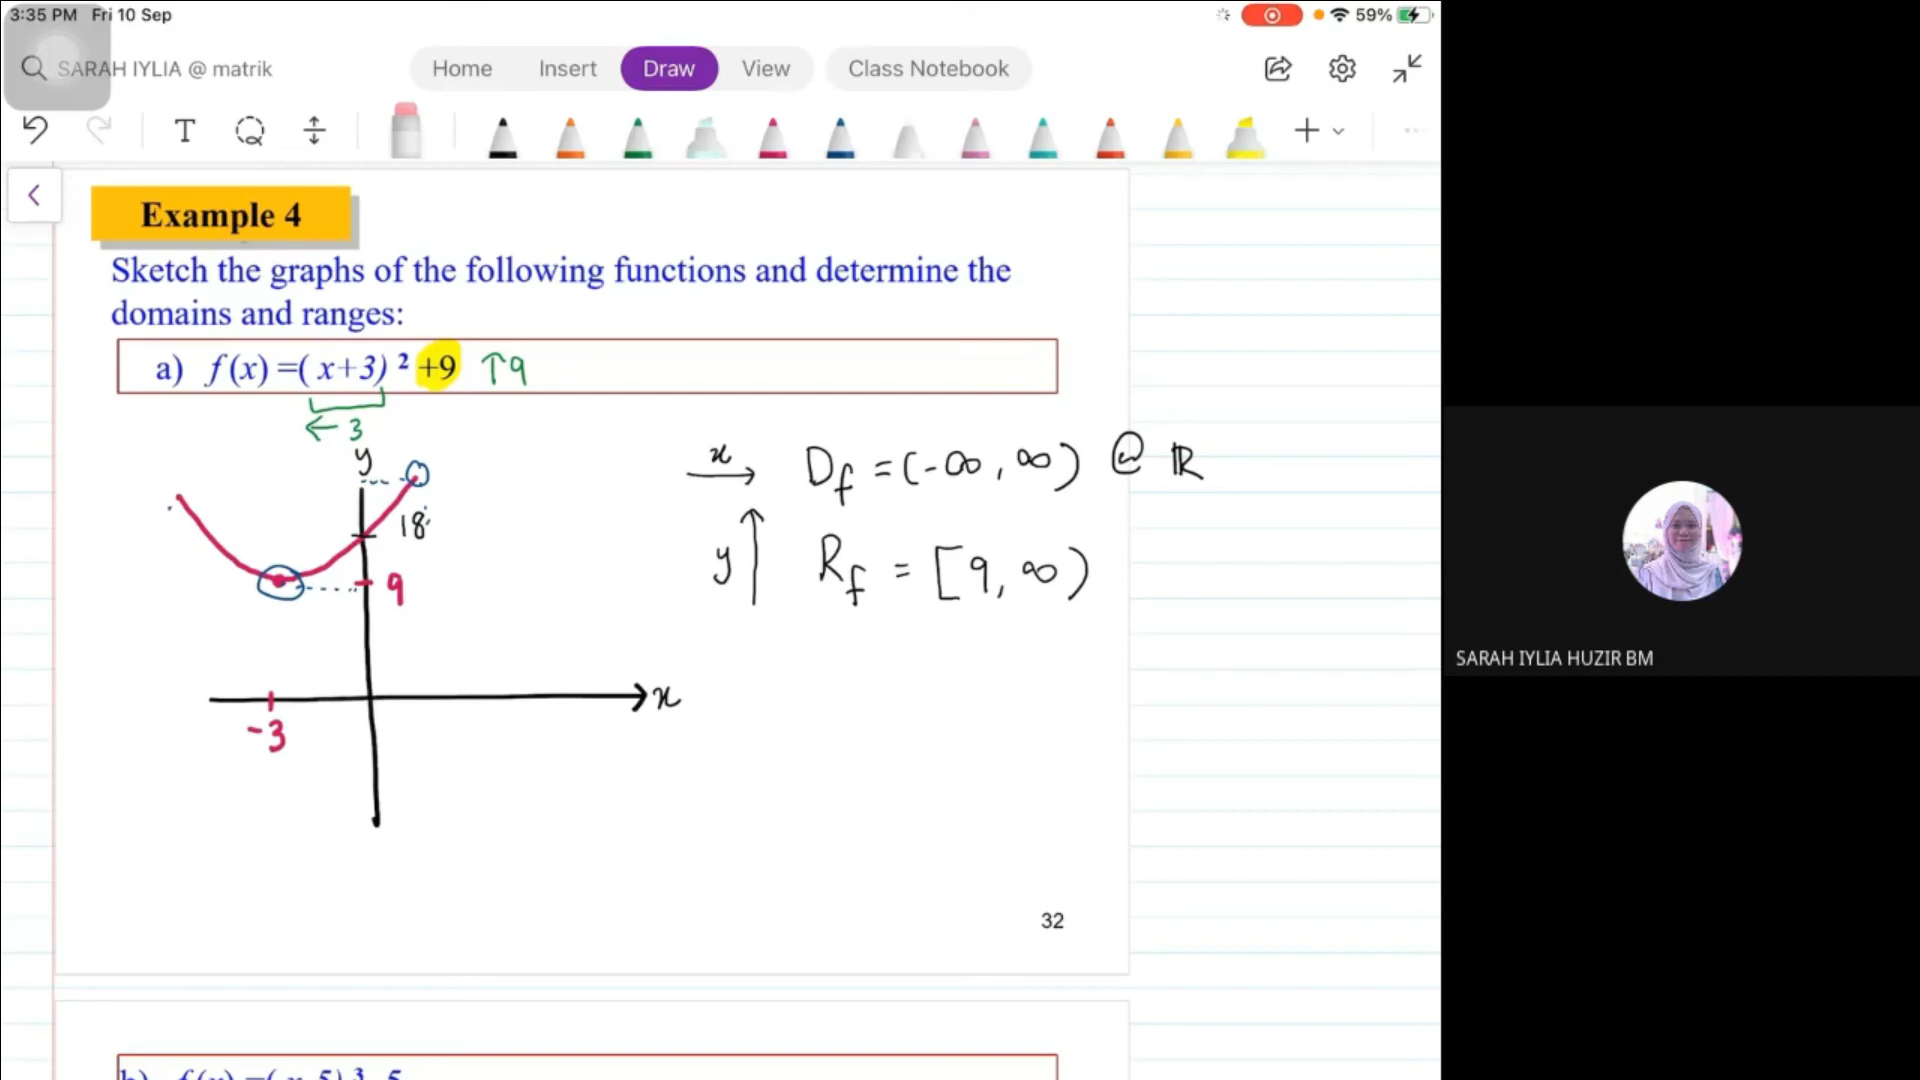 3:35 PM Fri 10 Sep
59%
SARAH IYLIA @ matrik
Home Insert Draw View Class Notebook
T
Example 4
Sketch the graphs of the following functions and determine the
domains and ranges:
a) f(x) =( x+3) ² +9 ↑9
← 3
y
18
9
-3
x
x → D_f = (-∞, ∞) @ ℝ
y ↑ R_f = [9, ∞)
32
SARAH IYLIA HUZIR BM